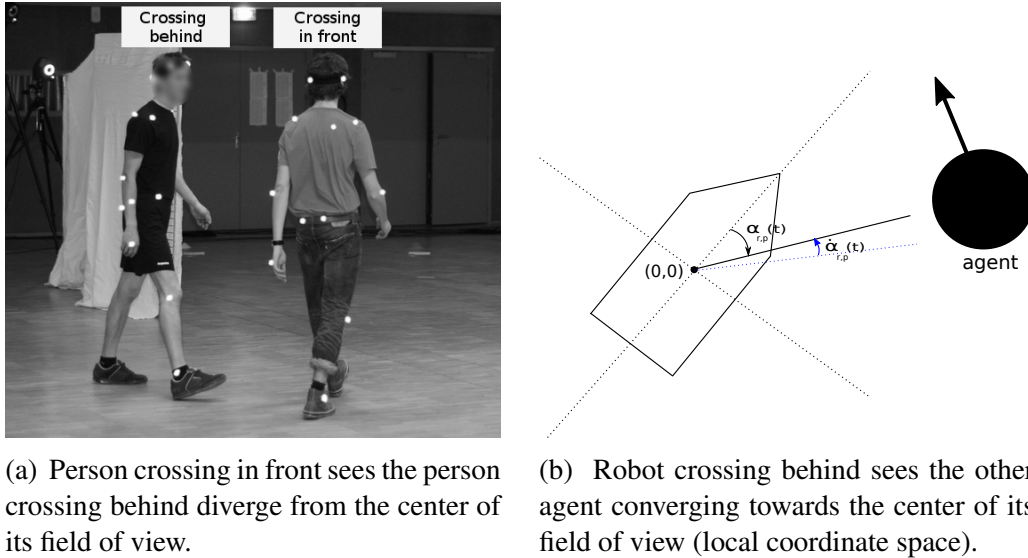 Crossing
behind
Crossing
in front
α r,p (t)
α̇ r,p (t)
(0,0)
agent
(a) Person crossing in front sees the person
crossing behind diverge from the center of
its field of view.
(b) Robot crossing behind sees the other
agent converging towards the center of its
field of view (local coordinate space).